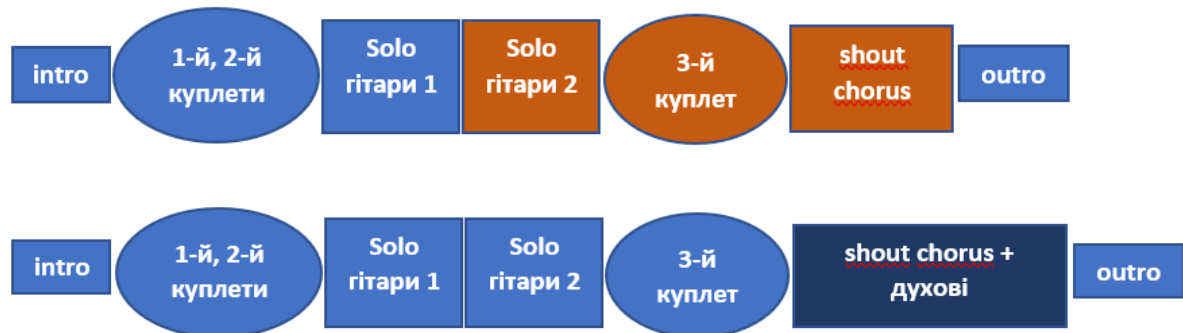 intro
1-й, 2-й
куплети
Solo
гітари 1
Solo
гітари 2
3-й
куплет
shout
chorus
outro
intro
1-й, 2-й
куплети
Solo
гітари 1
Solo
гітари 2
3-й
куплет
shout chorus +
духові
outro